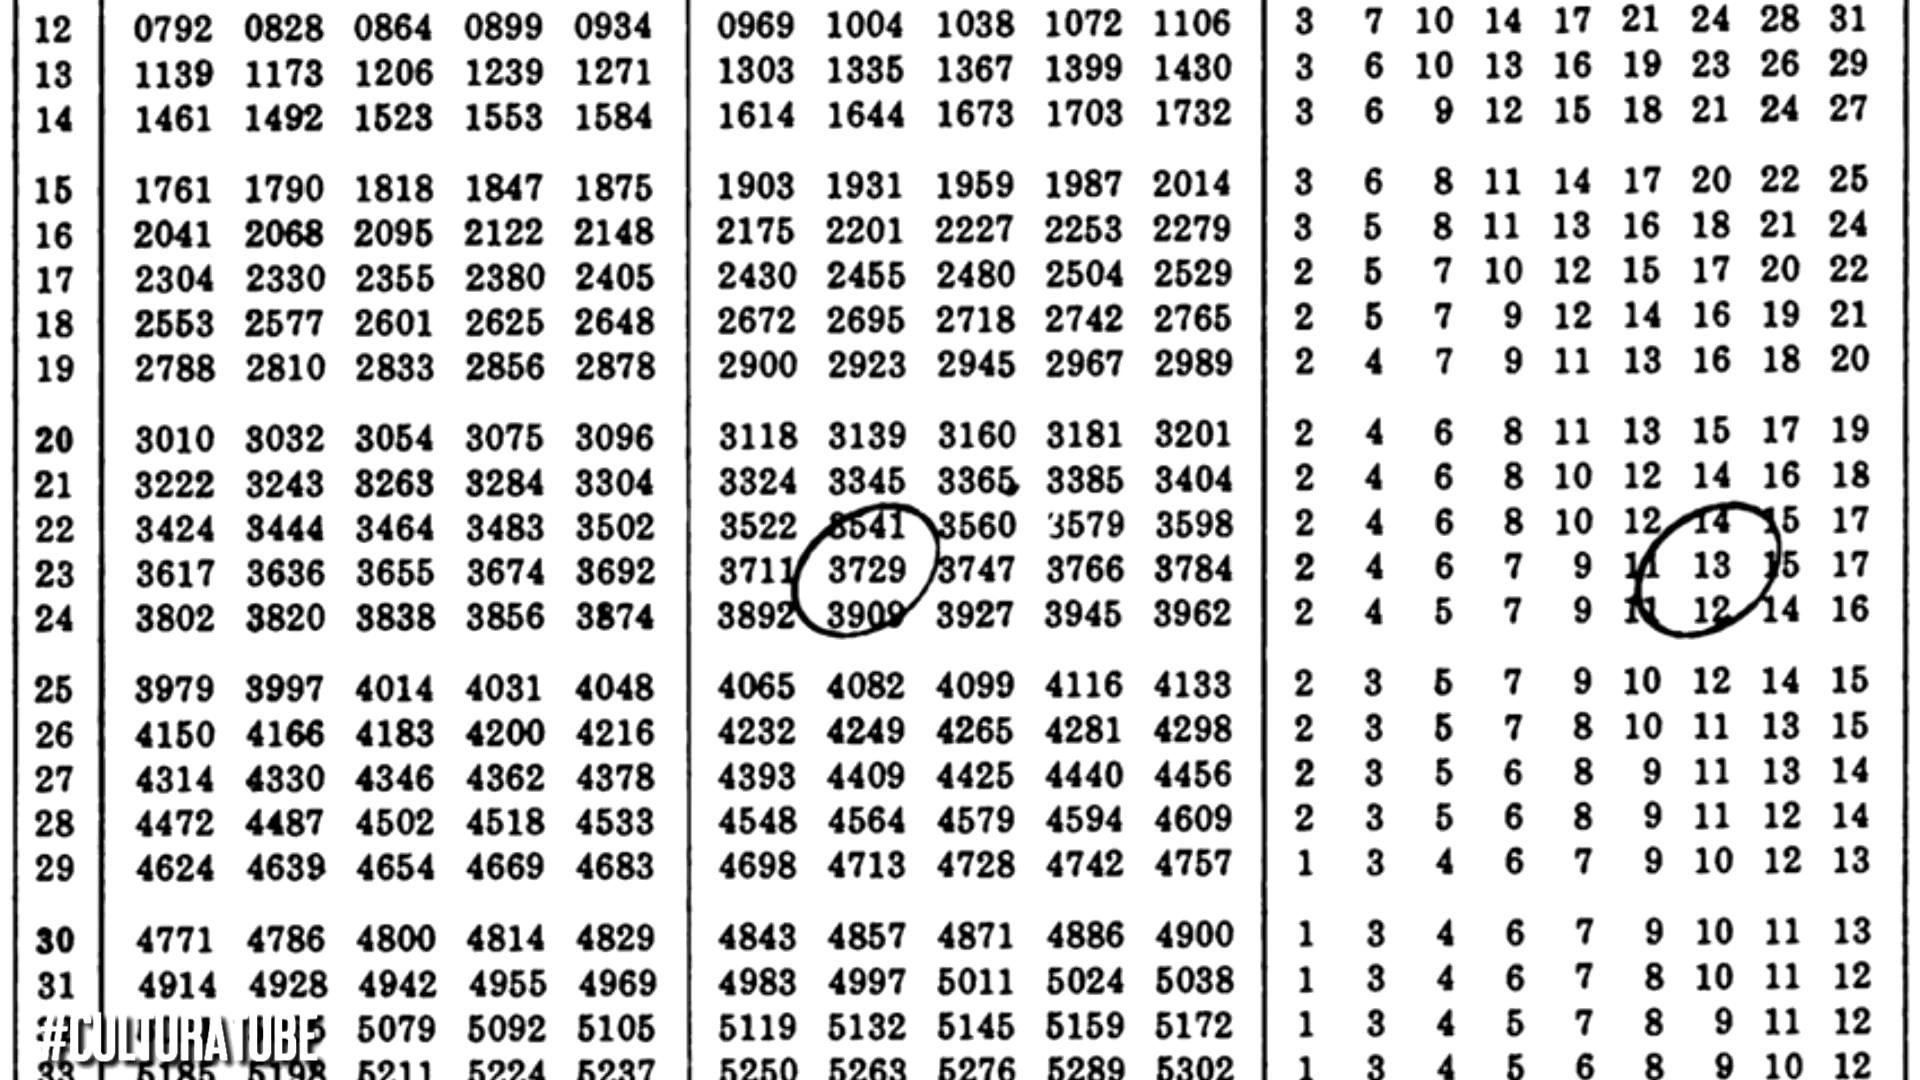 12 0792 0828 0864 0899 0934 0969 1004 1038 1072 1106 3 7 10 14 17 21 24 28 31
13 1139 1173 1206 1239 1271 1303 1335 1367 1399 1430 3 6 10 13 16 19 23 26 29
14 1461 1492 1523 1553 1584 1614 1644 1673 1703 1732 3 6 9 12 15 18 21 24 27
15 1761 1790 1818 1847 1875 1903 1931 1959 1987 2014 3 6 8 11 14 17 20 22 25
16 2041 2068 2095 2122 2148 2175 2201 2227 2253 2279 3 5 8 11 13 16 18 21 24
17 2304 2330 2355 2380 2405 2430 2455 2480 2504 2529 2 5 7 10 12 15 17 20 22
18 2553 2577 2601 2625 2648 2672 2695 2718 2742 2765 2 5 7 9 12 14 16 19 21
19 2788 2810 2833 2856 2878 2900 2923 2945 2967 2989 2 4 7 9 11 13 16 18 20
20 3010 3032 3054 3075 3096 3118 3139 3160 3181 3201 2 4 6 8 11 13 15 17 19
21 3222 3243 3263 3284 3304 3324 3345 3365 3385 3404 2 4 6 8 10 12 14 16 18
22 3424 3444 3464 3483 3502 3522 3541 3560 3579 3598 2 4 6 8 10 12 14 15 17
23 3617 3636 3655 3674 3692 3711 3729 3747 3766 3784 2 4 6 7 9 11 13 15 17
24 3802 3820 3838 3856 3874 3892 3909 3927 3945 3962 2 4 5 7 9 11 12 14 16
25 3979 3997 4014 4031 4048 4065 4082 4099 4116 4133 2 3 5 7 9 10 12 14 15
26 4150 4166 4183 4200 4216 4232 4249 4265 4281 4298 2 3 5 7 8 10 11 13 15
27 4314 4330 4346 4362 4378 4393 4409 4425 4440 4456 2 3 5 6 8 9 11 13 14
28 4472 4487 4502 4518 4533 4548 4564 4579 4594 4609 2 3 5 6 8 9 11 12 14
29 4624 4639 4654 4669 4683 4698 4713 4728 4742 4757 1 3 4 6 7 9 10 12 13
30 4771 4786 4800 4814 4829 4843 4857 4871 4886 4900 1 3 4 6 7 9 10 11 13
31 4914 4928 4942 4955 4969 4983 4997 5011 5024 5038 1 3 4 6 7 8 10 11 12
5079 5092 5105 5119 5132 5145 5159 5172 1 3 4 5 7 8 9 11 12
#CULTURATUBE
33 5185 5198 5211 5224 5237 5250 5263 5276 5289 5302 1 3 4 5 6 8 9 10 12